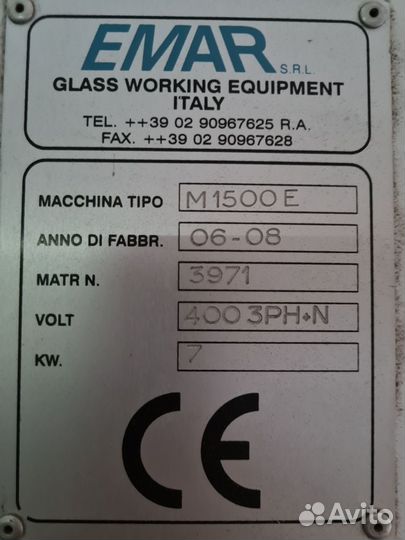 EMAR S.R.L.
GLASS WORKING EQUIPMENT
ITALY
TEL. ++39 02 90967625 R.A.
FAX. ++39 02 90967628
MACCHINA TIPO M1500E
ANNO DI FABBR. 06-08
MATR N. 3971
VOLT 400 3PH+N
KW. 7
CE
Avito